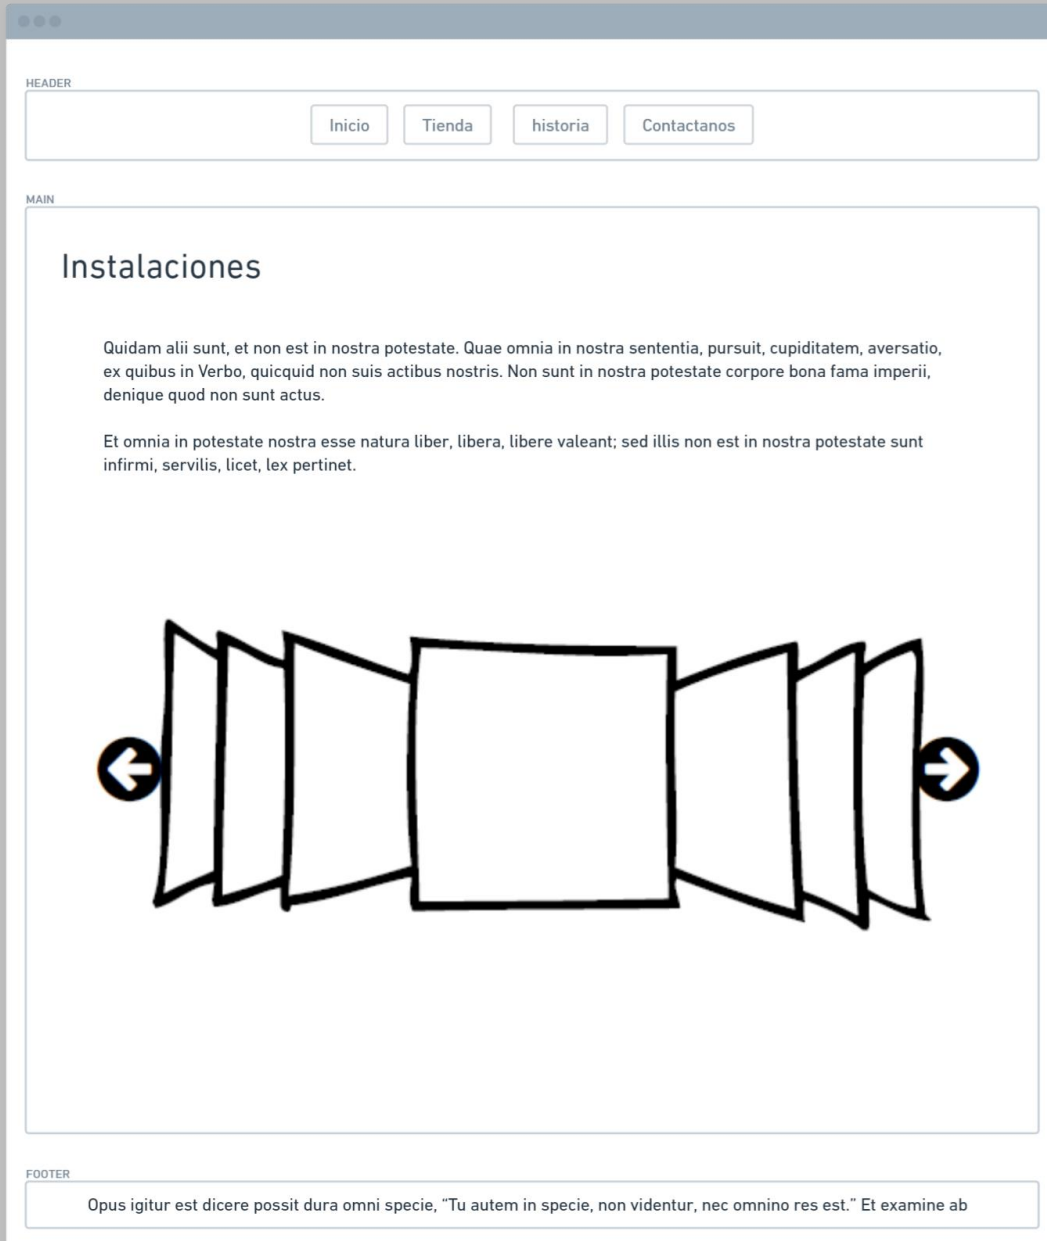 HEADER
Inicio
Tienda
historia
Contactanos
MAIN
Instalaciones
Quidam alii sunt, et non est in nostra potestate. Quae omnia in nostra sententia, pursuit, cupiditatem, aversatio,
ex quibus in Verbo, quicquid non suis actibus nostris. Non sunt in nostra potestate corpore bona fama imperii,
denique quod non sunt actus.
Et omnia in potestate nostra esse natura liber, libera, libere valeant; sed illis non est in nostra potestate sunt
infirmi, servilis, licet, lex pertinet.
FOOTER
Opus igitur est dicere possit dura omni specie, “Tu autem in specie, non videntur, nec omnino res est.” Et examine ab